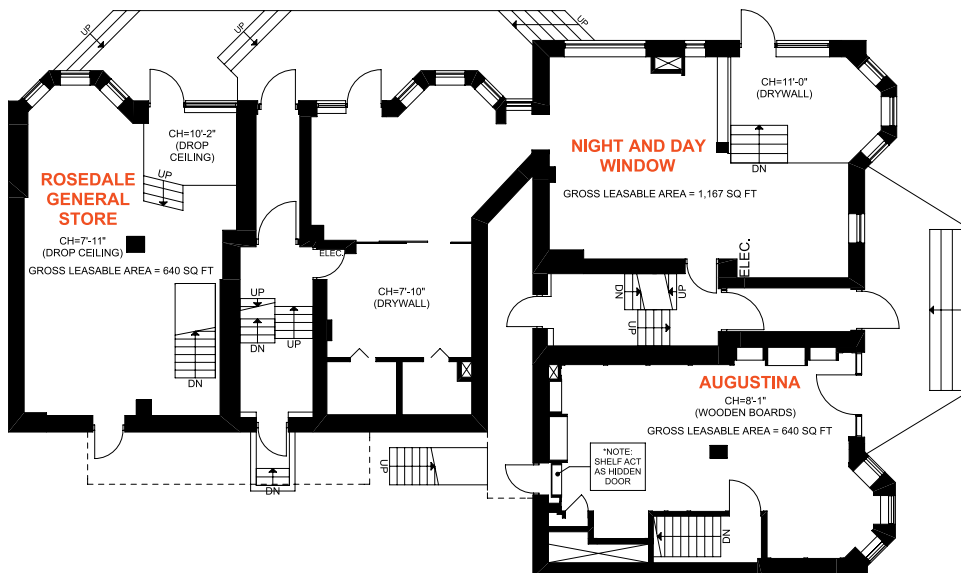 UP
UP
UP
CH=10'-2"
(DROP
CEILING)
UP
ROSEDALE
GENERAL
STORE
CH=7'-11"
(DROP CEILING)
GROSS LEASABLE AREA = 640 SQ FT
DN
ELEC.
CH=7'-10"
(DRYWALL)
UP
DN
UP
DN
UP
CH=11'-0"
(DRYWALL)
DN
NIGHT AND DAY
WINDOW
GROSS LEASABLE AREA = 1,167 SQ FT
ELEC.
DN
UP
UP
UP
AUGUSTINA
CH=8'-1"
(WOODEN BOARDS)
GROSS LEASABLE AREA = 640 SQ FT
*NOTE:
SHELF ACT
AS HIDDEN
DOOR
DN